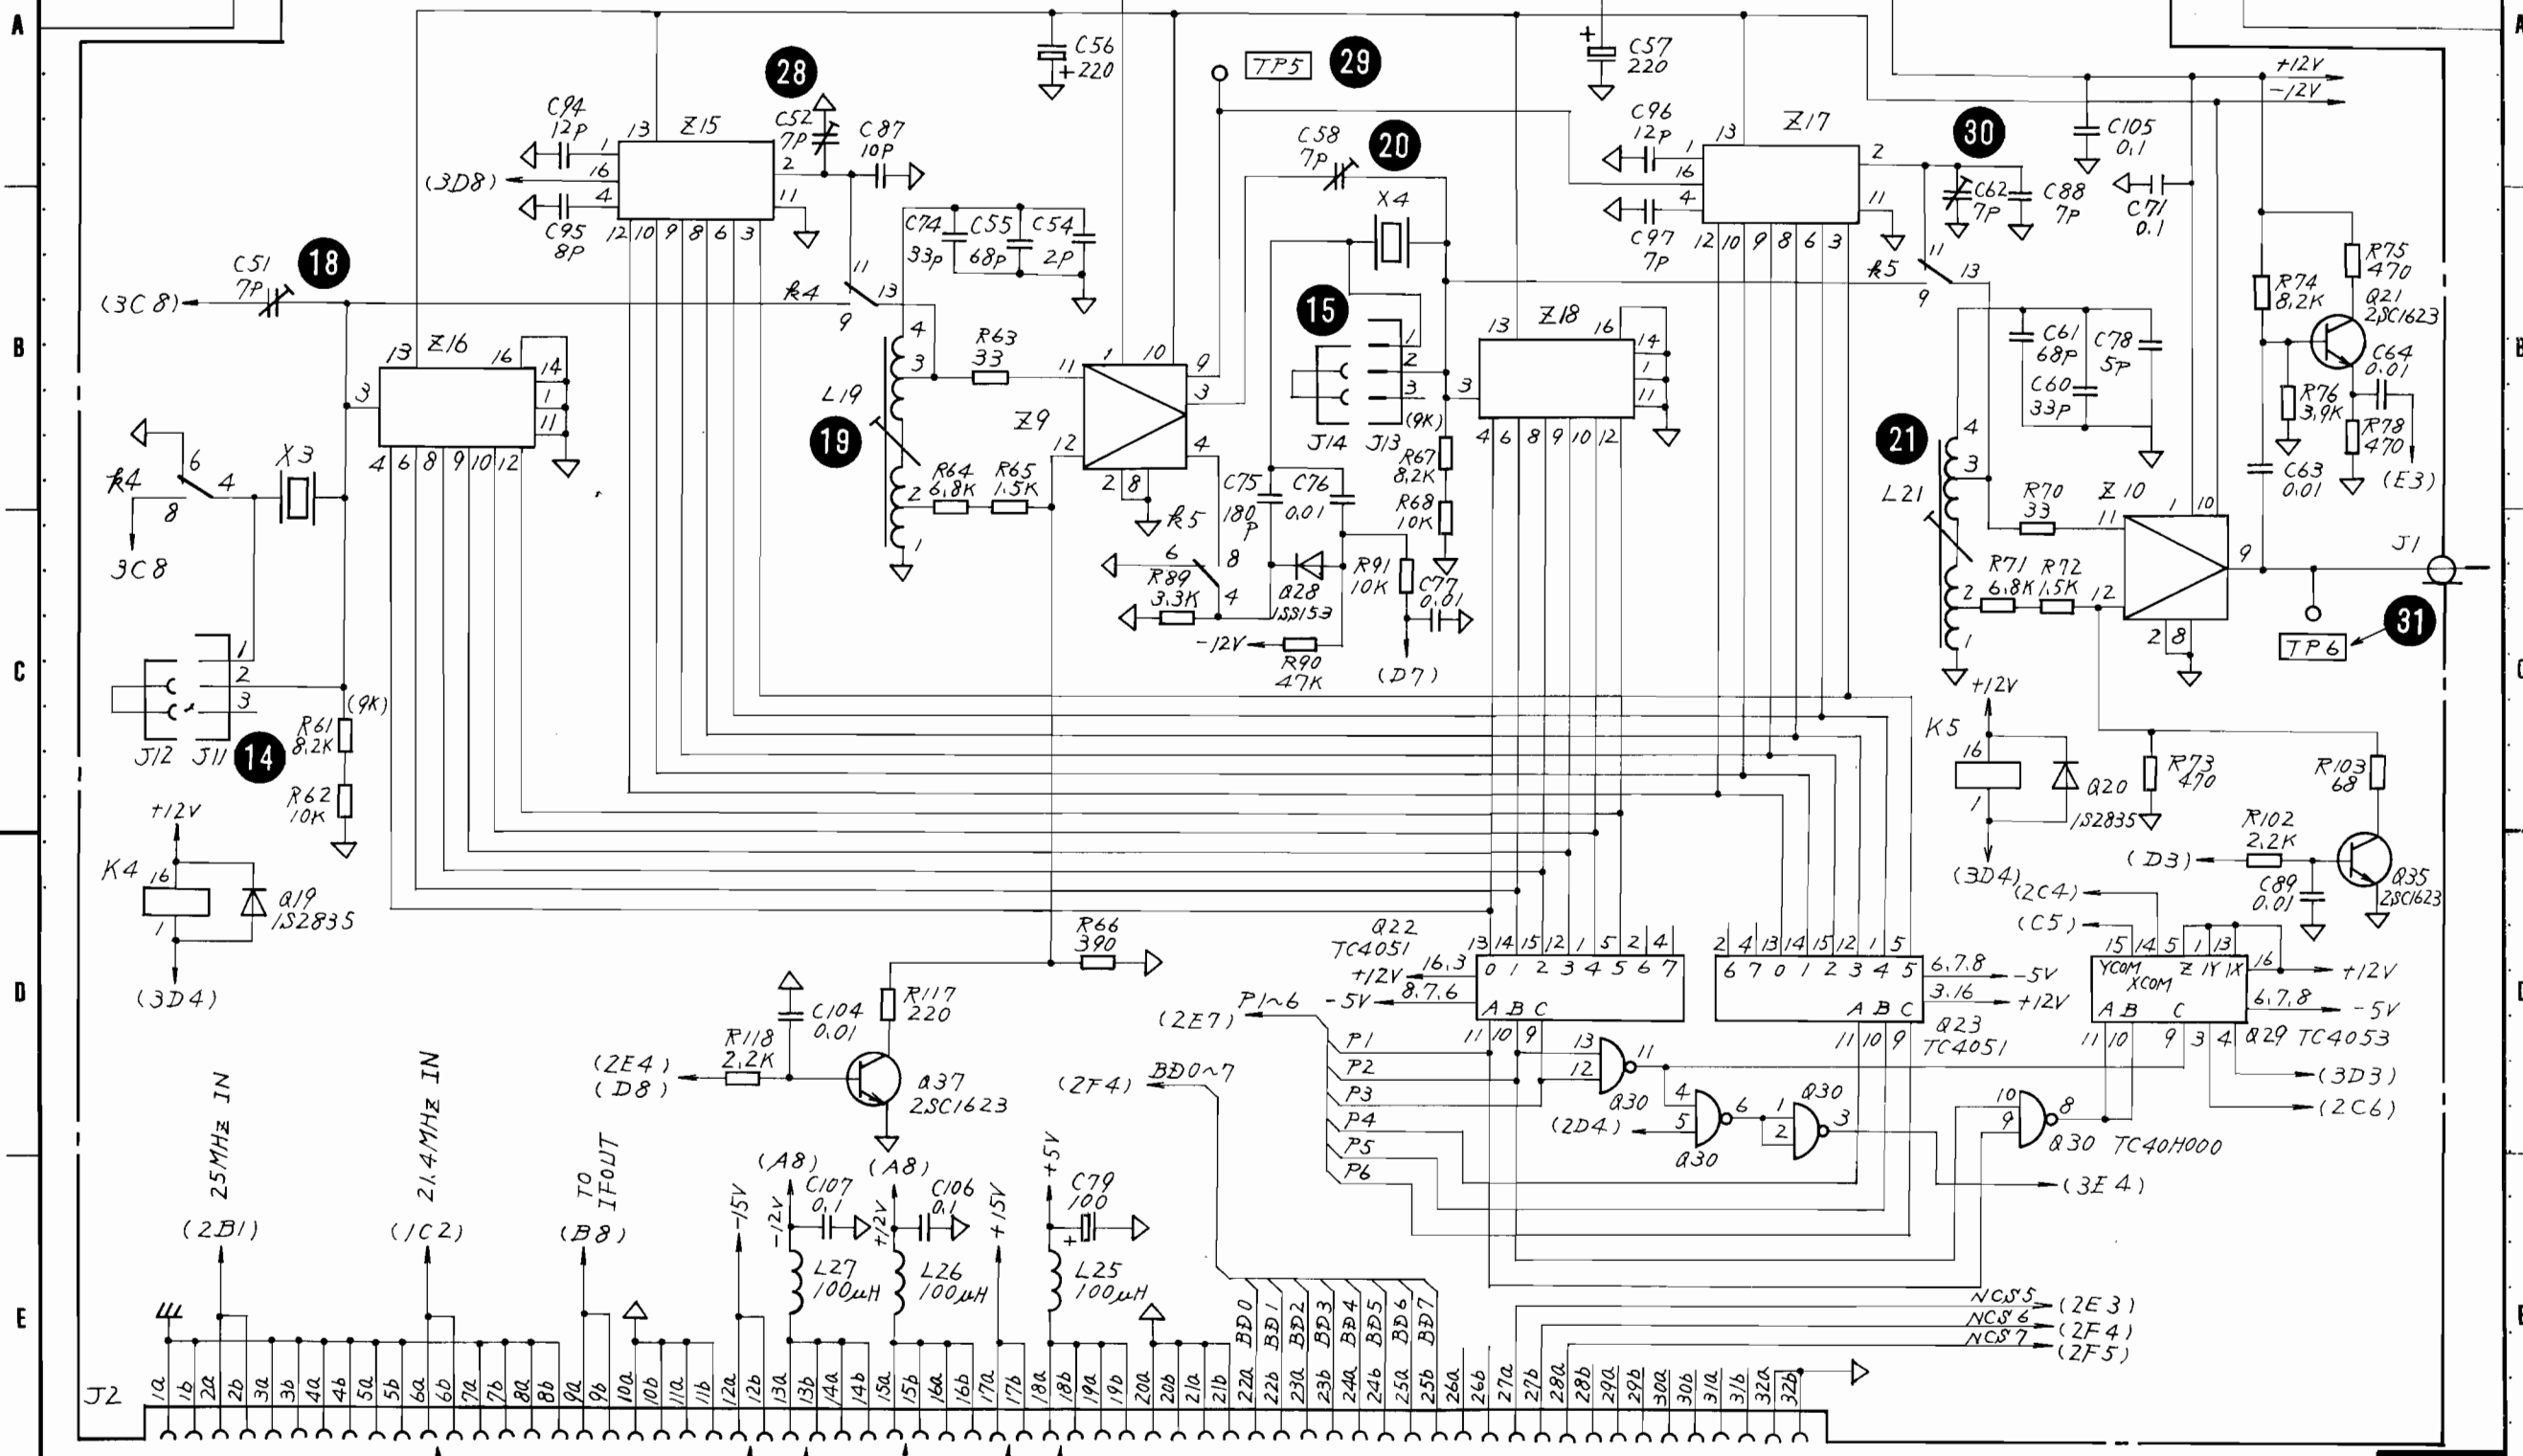 A
A
28
C56
+220
TP5
29
+
C57
220
+12V
-12V
C94
12P
1
13
Z15
C52
7P
2
C87
10P
C58
7P
20
C96
12P
1
13
Z17
2
30
C105
0.1
(3D8)
16
4
11
C95
8P
12 10 9 8 6 3
X4
16
4
11
C97
7P
12 10 9 8 6 3
C62
7P
C88
7P
C71
0.1
C74
33P
C55
68P
C54
2P
C51
7P
18
(3C8)
k4
11
13
9
k5
11
13
9
R74
8.2K
R75
470
Q21
2SC1623
15
B
B
13
Z16
16
14
1
11
3
4 6 8 9 10 12
4
3
R63
33
11
1
10
9
3
L19
19
Z9
12
4
2 8
2
1
R64
6.8K
R65
1.5K
1
2
3
J14
J13
(9K)
13
Z18
16
14
1
11
3
4 6 8 9 10 12
C61
68P
C78
5P
C60
33P
C64
0.01
R76
3.9K
R78
470
(E3)
C63
0.01
k4
6
4
8
X3
3C8
C75
180
P
C76
0.01
R67
8.2K
R68
10K
21
L21
4
3
2
1
R70
33
Z10
11
1
10
9
J1
k5
6
8
4
R89
3.3K
Q28
1SS153
R91
10K
C77
0.01
-12V
R90
47K
(D7)
R71
6.8K
R72
1.5K
12
2 8
TP6
31
C
C
1
2
3
(9K)
J12
J11
14
R61
8.2K
R62
10K
+12V
K5
16
1
Q20
1S2835
R73
470
R103
68
(3D4)
+12V
K4
16
1
Q19
1S2835
(3D4)
(D3)
R102
2.2K
Q35
2SC1623
C89
0.01
(2C4)
(C5)
R66
390
Q22
TC4051
+12V
16.3
-5V
8.7.6
13 14 15 12 1 5 2 4
0 1 2 3 4 5 6 7
A B C
11 10 9
2 4 13 14 15 12 1 5
6 7 0 1 2 3 4 5
A B C
11 10 9
6.7.8
-5V
3.16
+12V
Q23
TC4051
15 14 5 1 13
YCOM
XCOM
Z 1Y 1X
A B C
11 10 9 3 4
16
+12V
6.7.8
-5V
Q29 TC4053
D
D
C104
0.01
R117
220
R118
2.2K
(2E4)
(D8)
Q37
2SC1623
P1~6
(2E7)
BD0~7
(2F4)
P1
P2
P3
P4
P5
P6
13
12
11
Q30
4
5
6
Q30
(2D4)
1
2
3
Q30
10
9
8
Q30 TC40H000
(3D3)
(2C6)
(3E4)
25MHz IN
(2B1)
21.4MHz IN
(1C2)
TO
IFOUT
(B8)
-15V
(A8)
-12V
C107
0.1
L27
100μH
(A8)
+12V
C106
0.1
L26
100μH
+15V
+5V
C79
100
+
L25
100μH
BD0
BD1
BD2
BD3
BD4
BD5
BD6
BD7
NCS5
(2E3)
NCS6
(2F4)
NCS7
(2F5)
E
E
J2
1a 1b 2a 2b 3a 3b 4a 4b 5a 5b 6a 6b 7a 7b 8a 8b 9a 9b 10a 10b 11a 11b 12a 12b 13a 13b 14a 14b 15a 15b 16a 16b 17a 17b 18a 18b 19a 19b 20a 20b 21a 21b 22a 22b 23a 23b 24a 24b 25a 25b 26a 26b 27a 27b 28a 28b 29a 29b 30a 30b 31a 31b 32a 32b